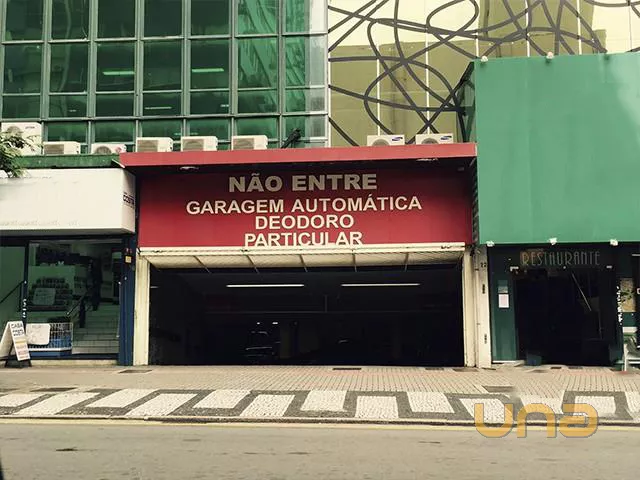 NÃO ENTRE
GARAGEM AUTOMÁTICA
DEODORO
PARTICULAR
RESTAURANTE
una